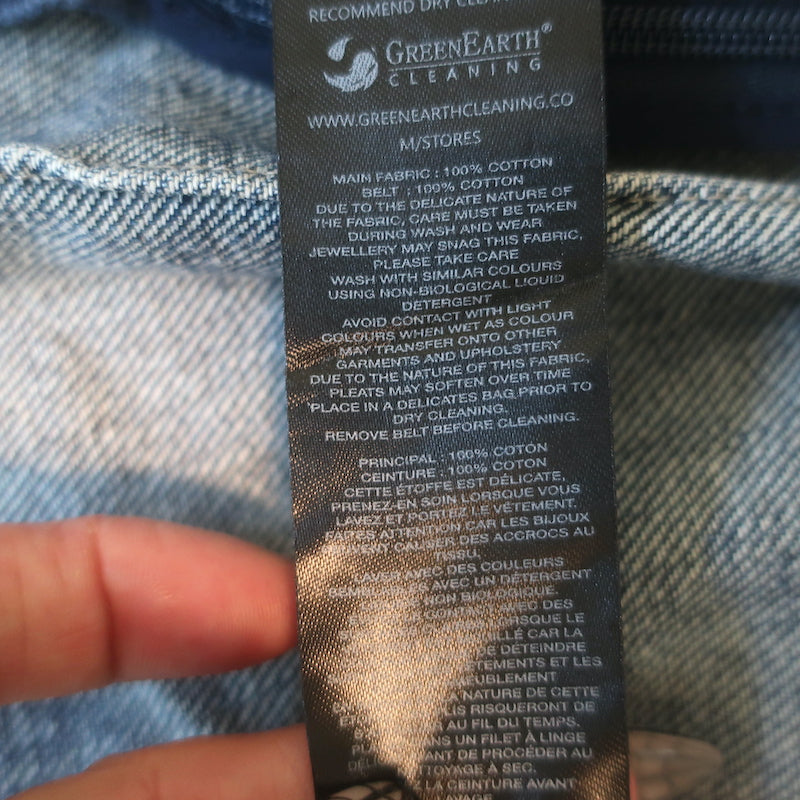 RECOMMEND DRY
GREENEARTH®
CLEANING
WWW.GREENEARTHCLEANING.CO
M/STORES
MAIN FABRIC : 100% COTTON
BELT : 100% COTTON
DUE TO THE DELICATE NATURE OF
THE FABRIC, CARE MUST BE TAKEN
DURING WASH AND WEAR
JEWELLERY MAY SNAG THIS FABRIC,
PLEASE TAKE CARE
WASH WITH SIMILAR COLOURS
USING NON-BIOLOGICAL LIQUID
DETERGENT
AVOID CONTACT WITH LIGHT
COLOURS WHEN WET AS COLOUR
MAY TRANSFER ONTO OTHER
GARMENTS AND UPHOLSTERY
DUE TO THE NATURE OF THIS FABRIC,
PLEATS MAY SOFTEN OVER TIME
PLACE IN A DELICATES BAG PRIOR TO
DRY CLEANING.
REMOVE BELT BEFORE CLEANING.
PRINCIPAL : 100% COTON
CEINTURE : 100% COTON
CETTE ÉTOFFE EST DÉLICATE,
PRENEZ-EN SOIN LORSQUE VOUS
LAVEZ ET PORTEZ LE VÊTEMENT.
FAITES ATTENTION CAR LES BIJOUX
CAUSER DES ACCROCS AU
TISSU.
LAVER AVEC DES COULEURS
AVEC UN DÉTERGENT
NON BIOLOGIQUE.
AVEC DES
LE
CAR LA
DE DÉTEINDRE
ET LES
NATURE DE CETTE
RISQUERONT DE
AU FIL DU TEMPS.
UN FILET À LINGE
DE PROCÉDER AU
À SEC.
LA CEINTURE AVANT
LAVAGE